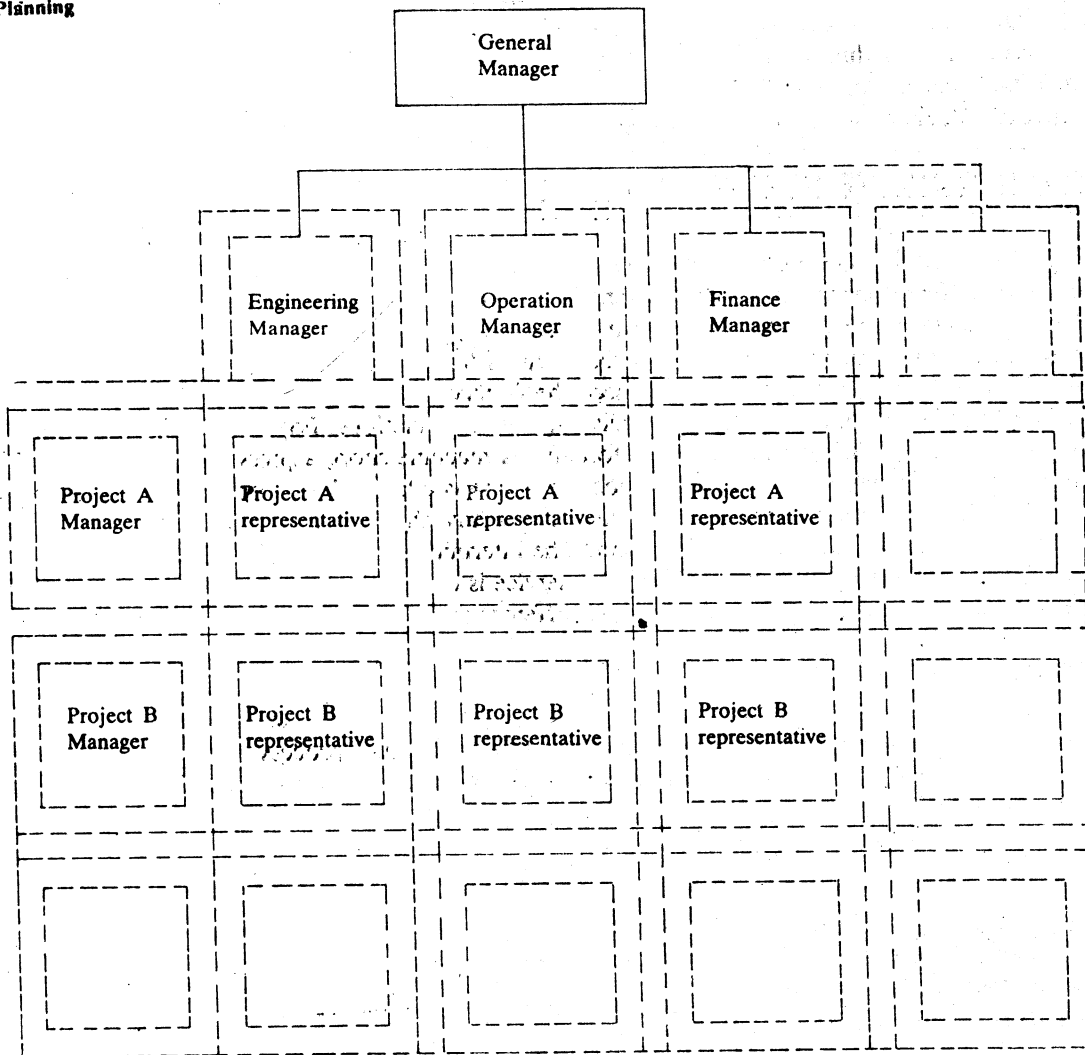 Planning
General
Manager
Engineering
Manager
Operation
Manager
Finance
Manager
Project A
Manager
Project A
representative
Project A
representative
Project A
representative
Project B
Manager
Project B
representative
Project B
representative
Project B
representative